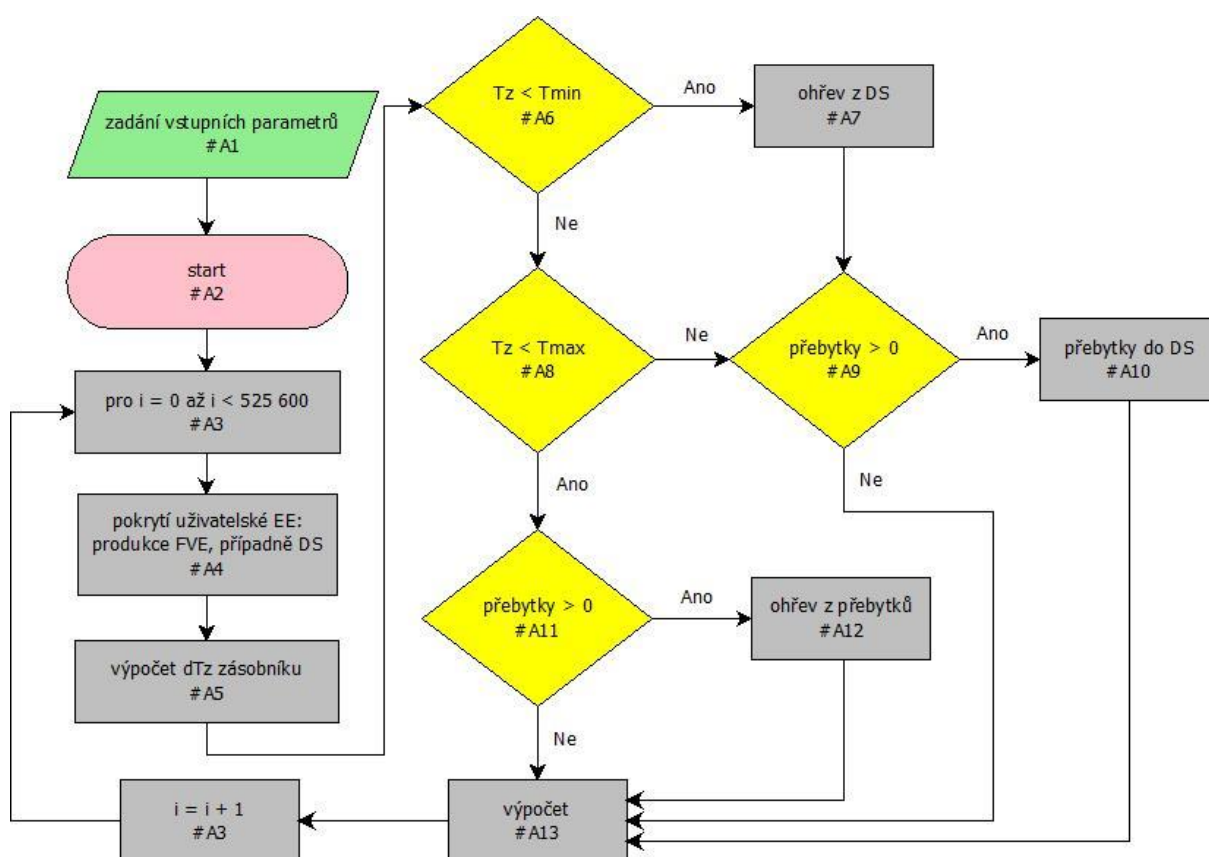 zadání vstupních parametrů
#A1
start
#A2
pro i = 0 až i < 525 600
#A3
pokrytí uživatelské EE:
produkce FVE, případně DS
#A4
výpočet dTz zásobníku
#A5
Tz < Tmin
#A6
Ano
ohřev z DS
#A7
Ne
Tz < Tmax
#A8
Ne
přebytky > 0
#A9
Ano
přebytky do DS
#A10
Ano
Ne
přebytky > 0
#A11
Ano
ohřev z přebytků
#A12
Ne
výpočet
#A13
i = i + 1
#A3